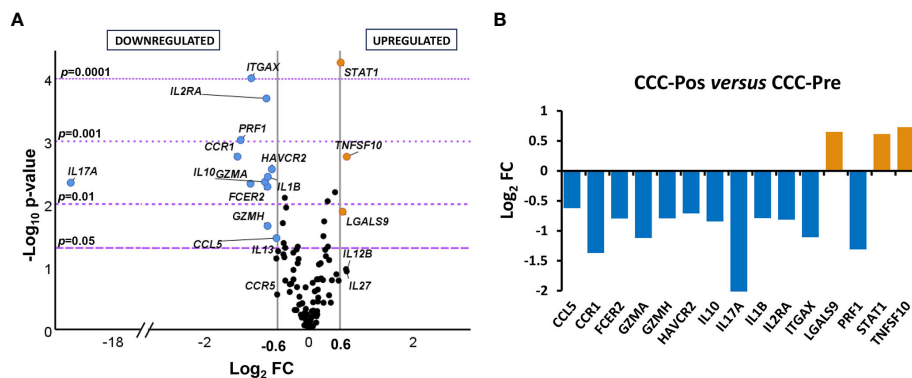 A
DOWNREGULATED
UPREGULATED
-Log10 p-value
4
3
2
1
0
p=0.0001
p=0.001
p=0.01
p=0.05
ITGAX
STAT1
IL2RA
PRF1
CCR1
TNFSF10
HAVCR2
IL17A
IL10
GZMA
IL1B
FCER2
GZMH
LGALS9
CCL5
IL13
IL12B
CCR5
IL27
-18
-2
-0.6
0
0.6
2
Log2 FC
B
CCC-Pos versus CCC-Pre
Log2 FC
1
0.5
0
-0.5
-1
-1.5
-2
CCL5
CCR1
FCER2
GZMA
GZMH
HAVCR2
IL10
IL17A
IL1B
IL2RA
ITGAX
LGALS9
PRF1
STAT1
TNFSF10